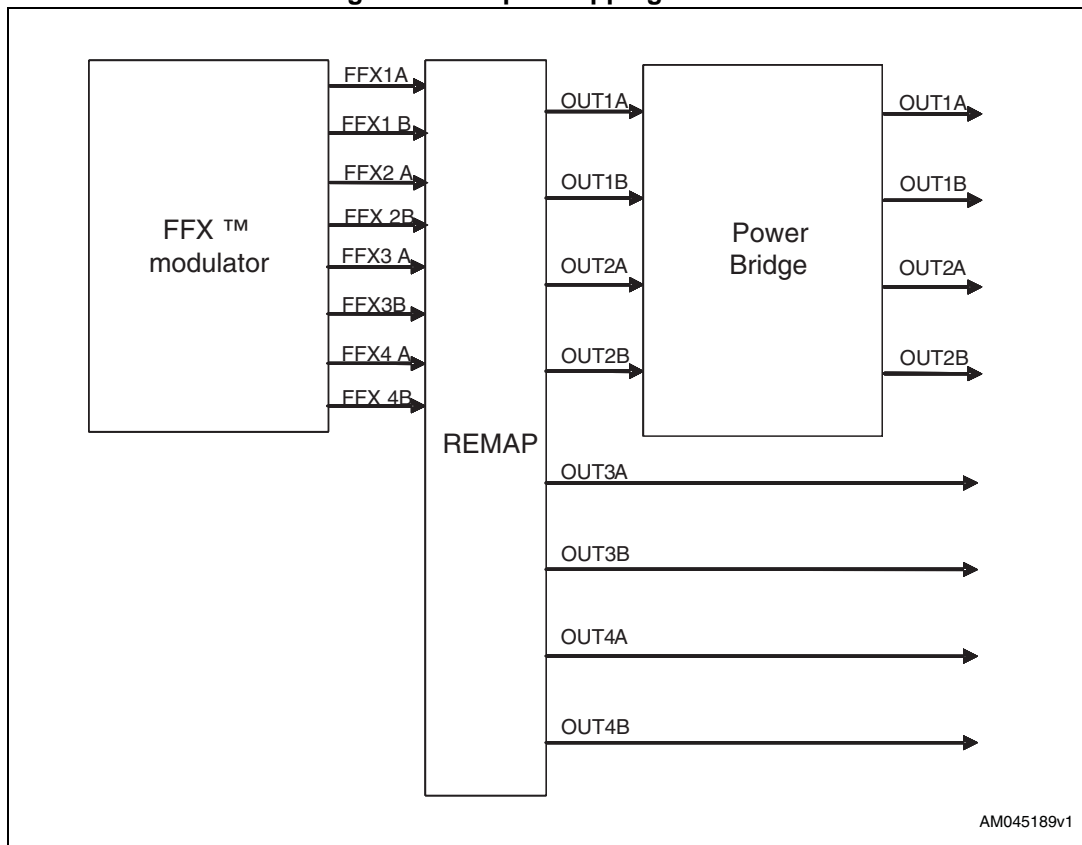 FFX1A
FFX1 B
FFX2 A
FFX 2B
FFX3 A
FFX3B
FFX4 A
FFX 4B
FFX ™
modulator
REMAP
OUT1A
OUT1B
OUT2A
OUT2B
OUT3A
OUT3B
OUT4A
OUT4B
Power
Bridge
OUT1A
OUT1B
OUT2A
OUT2B
AM045189v1